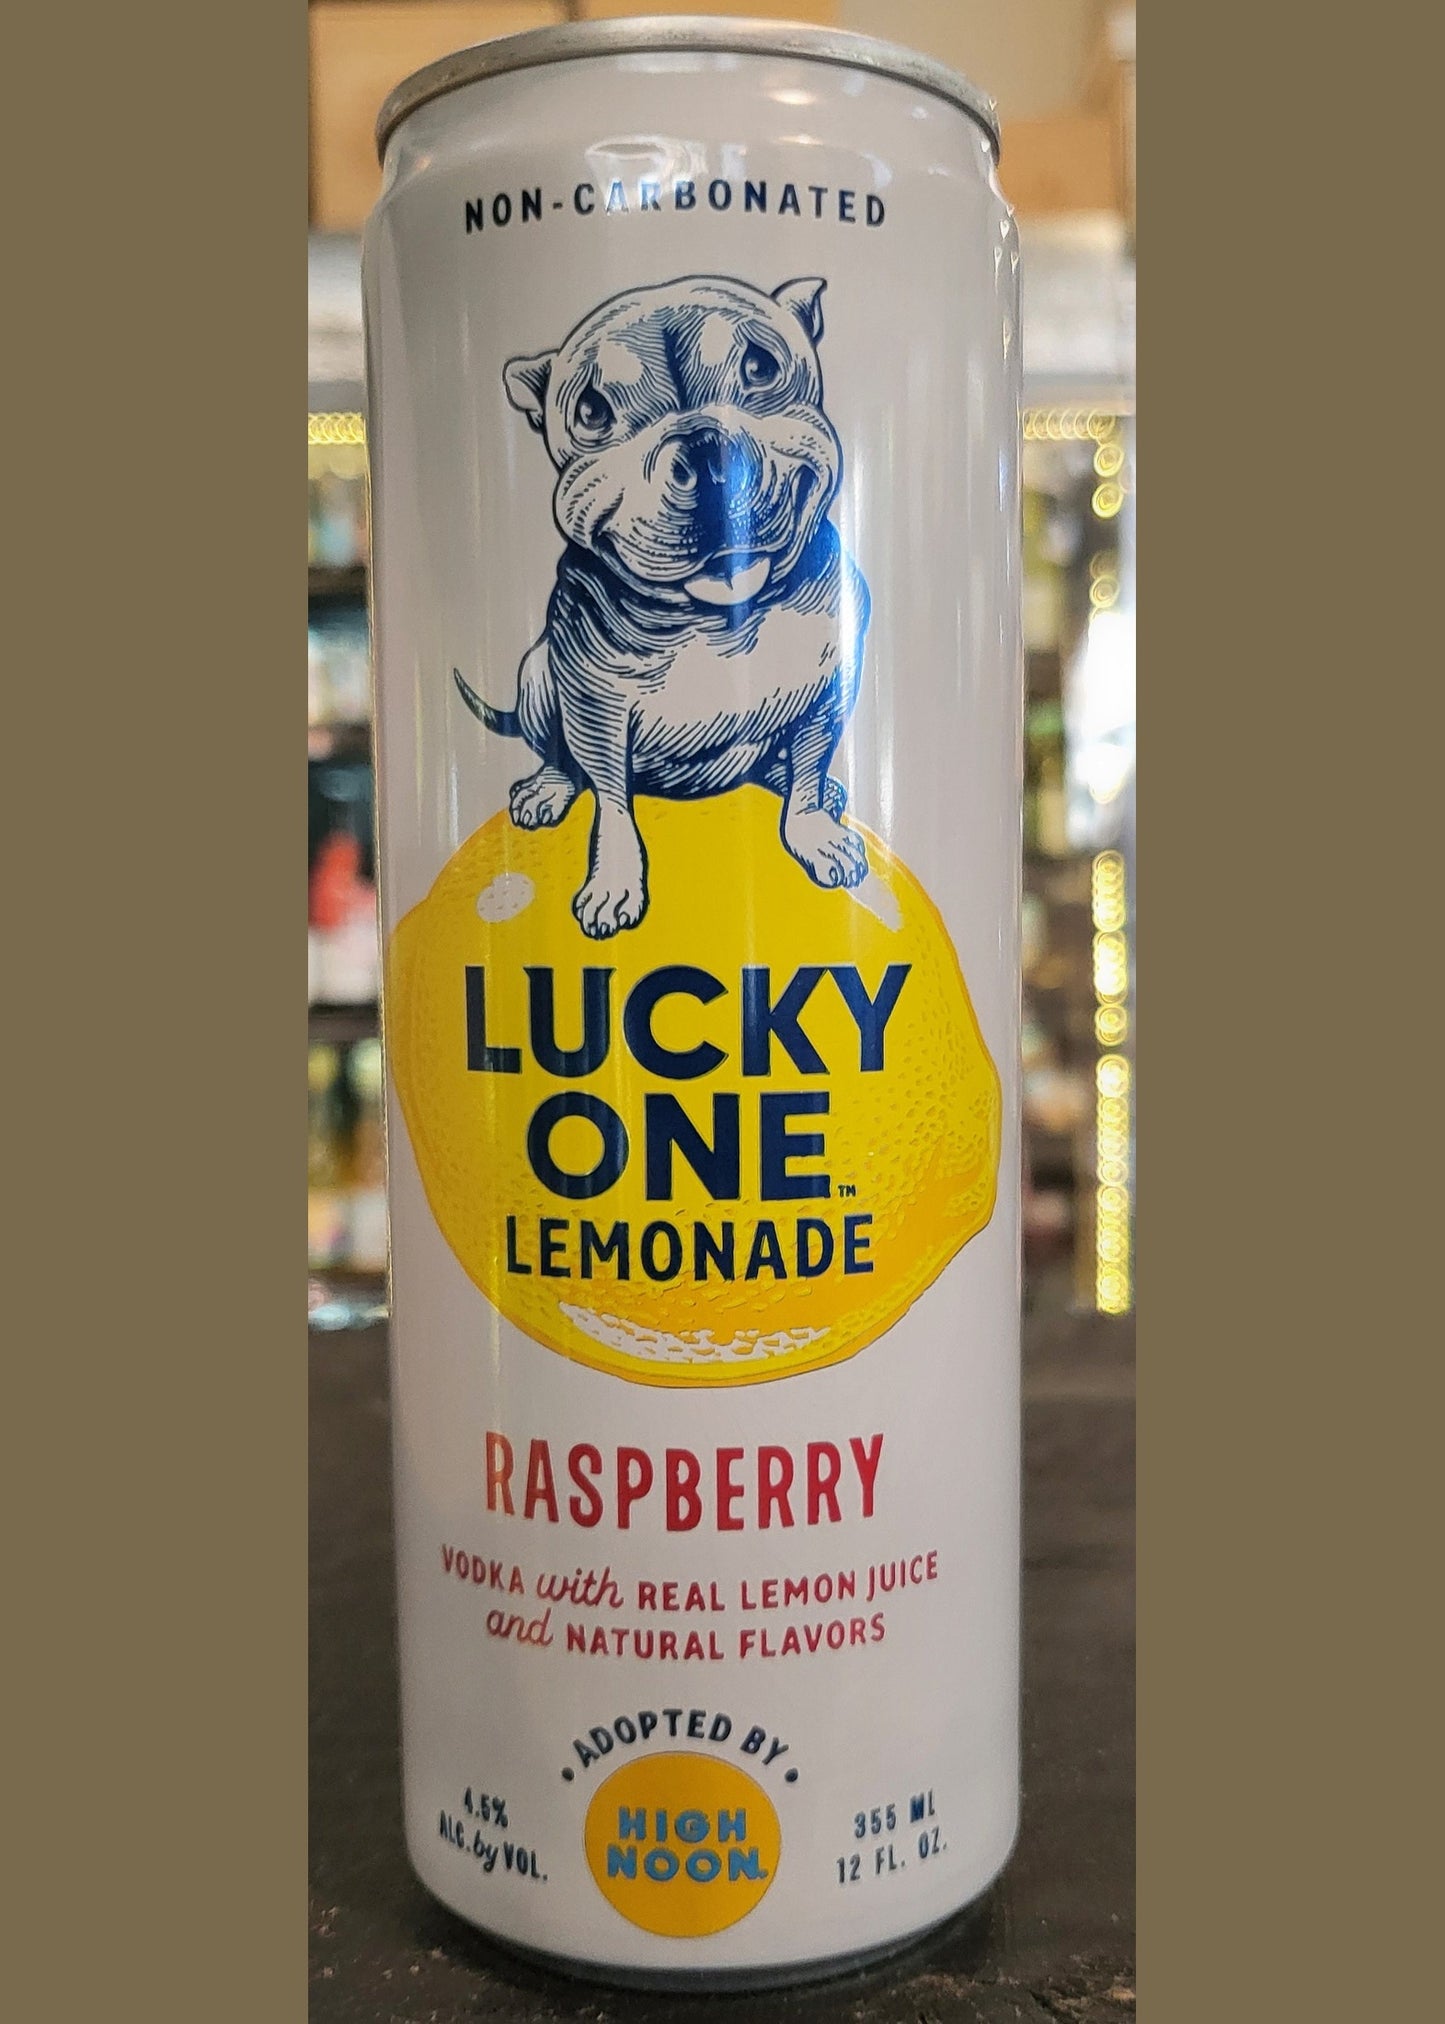 NON-CARBONATED
LUCKY
ONE™
LEMONADE
RASPBERRY
VODKA with REAL LEMON JUICE
and NATURAL FLAVORS
• ADOPTED BY •
HIGH
NOON.
4.5%
ALC. by VOL.
355 ML
12 FL. OZ.